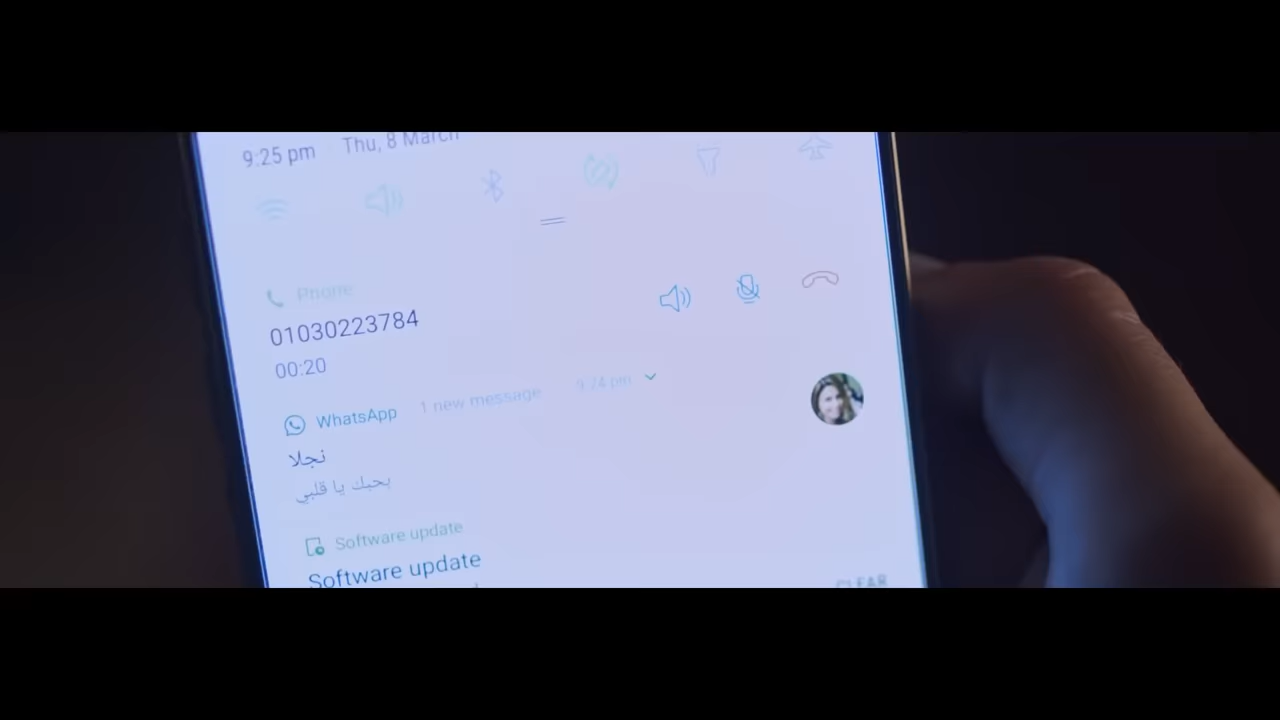 9:25 pm Thu, 8 March
Phone
01030223784
00:20
WhatsApp 1 new message 9:24 pm
نجلا
بحبك يا قلبي
Software update
Software update
CLEAR